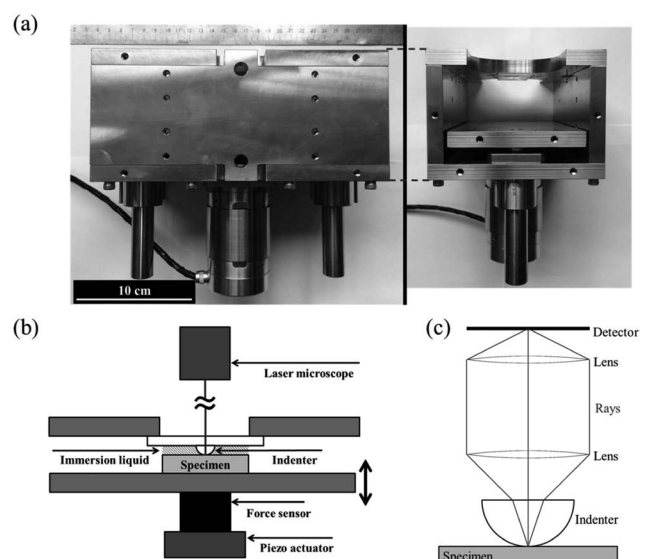 (a)
10 cm
(b)
Laser microscope
Immersion liquid
Indenter
Specimen
Force sensor
Piezo actuator
(c)
Detector
Lens
Rays
Lens
Indenter
Specimen